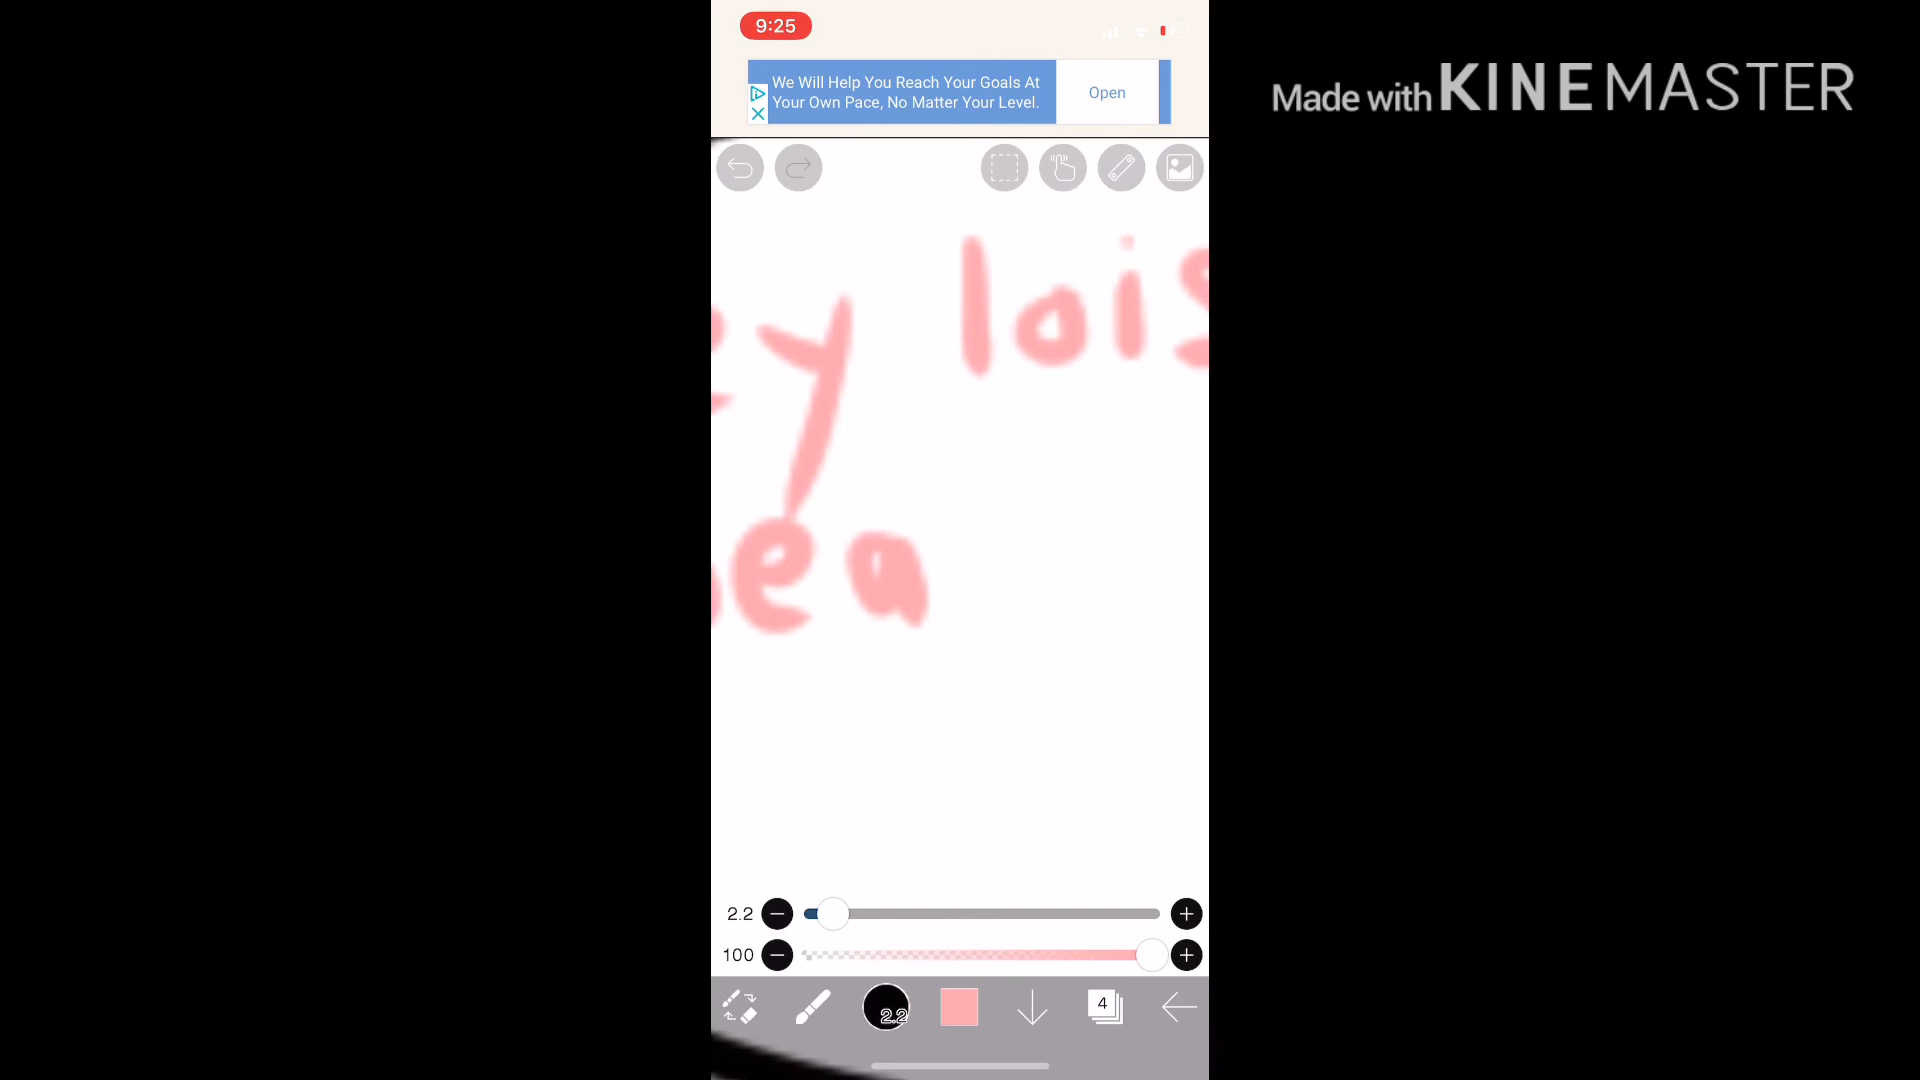 9:25
We Will Help You Reach Your Goals At
Your Own Pace, No Matter Your Level.
Open
Made with KINEMASTER
ey lois
ea
2.2
100
2.2
4